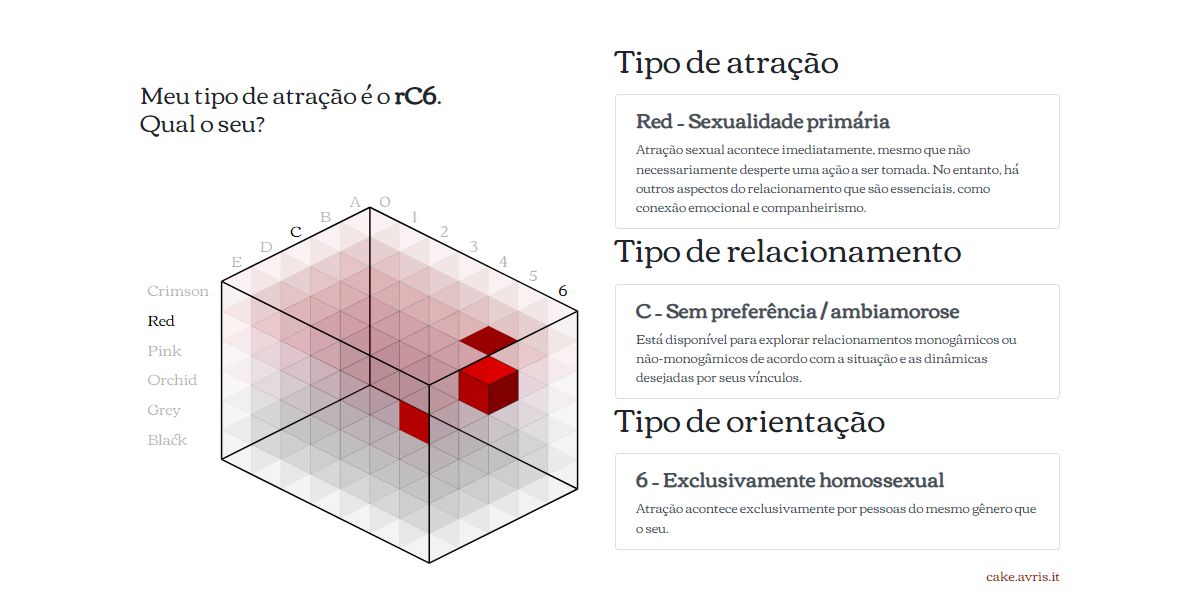 Meu tipo de atração é o rC6.
Qual o seu?
A O
B 1
C 2
D 3
E 4
5
6
Crimson
Red
Pink
Orchid
Grey
Black
Tipo de atração
Red - Sexualidade primária
Atração sexual acontece imediatamente, mesmo que não
necessariamente desperte uma ação a ser tomada. No entanto, há
outros aspectos do relacionamento que são essenciais, como
conexão emocional e companheirismo.
Tipo de relacionamento
C - Sem preferência / ambiamorose
Está disponível para explorar relacionamentos monogâmicos ou
não-monogâmicos de acordo com a situação e as dinâmicas
desejadas por seus vínculos.
Tipo de orientação
6 - Exclusivamente homossexual
Atração acontece exclusivamente por pessoas do mesmo gênero que
o seu.
cake.avris.it